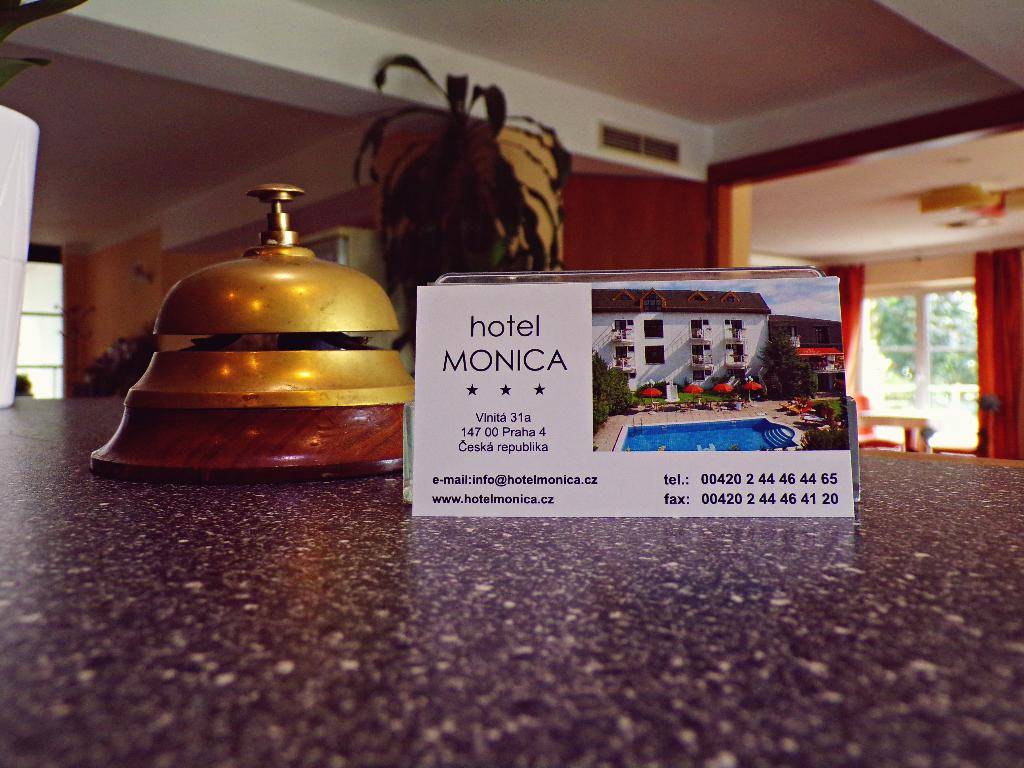 hotel
MONICA
★ ★ ★
Vlnitá 31a
147 00 Praha 4
Česká republika
e-mail:info@hotelmonica.cz
www.hotelmonica.cz
tel.: 00420 2 44 46 44 65
fax: 00420 2 44 46 41 20